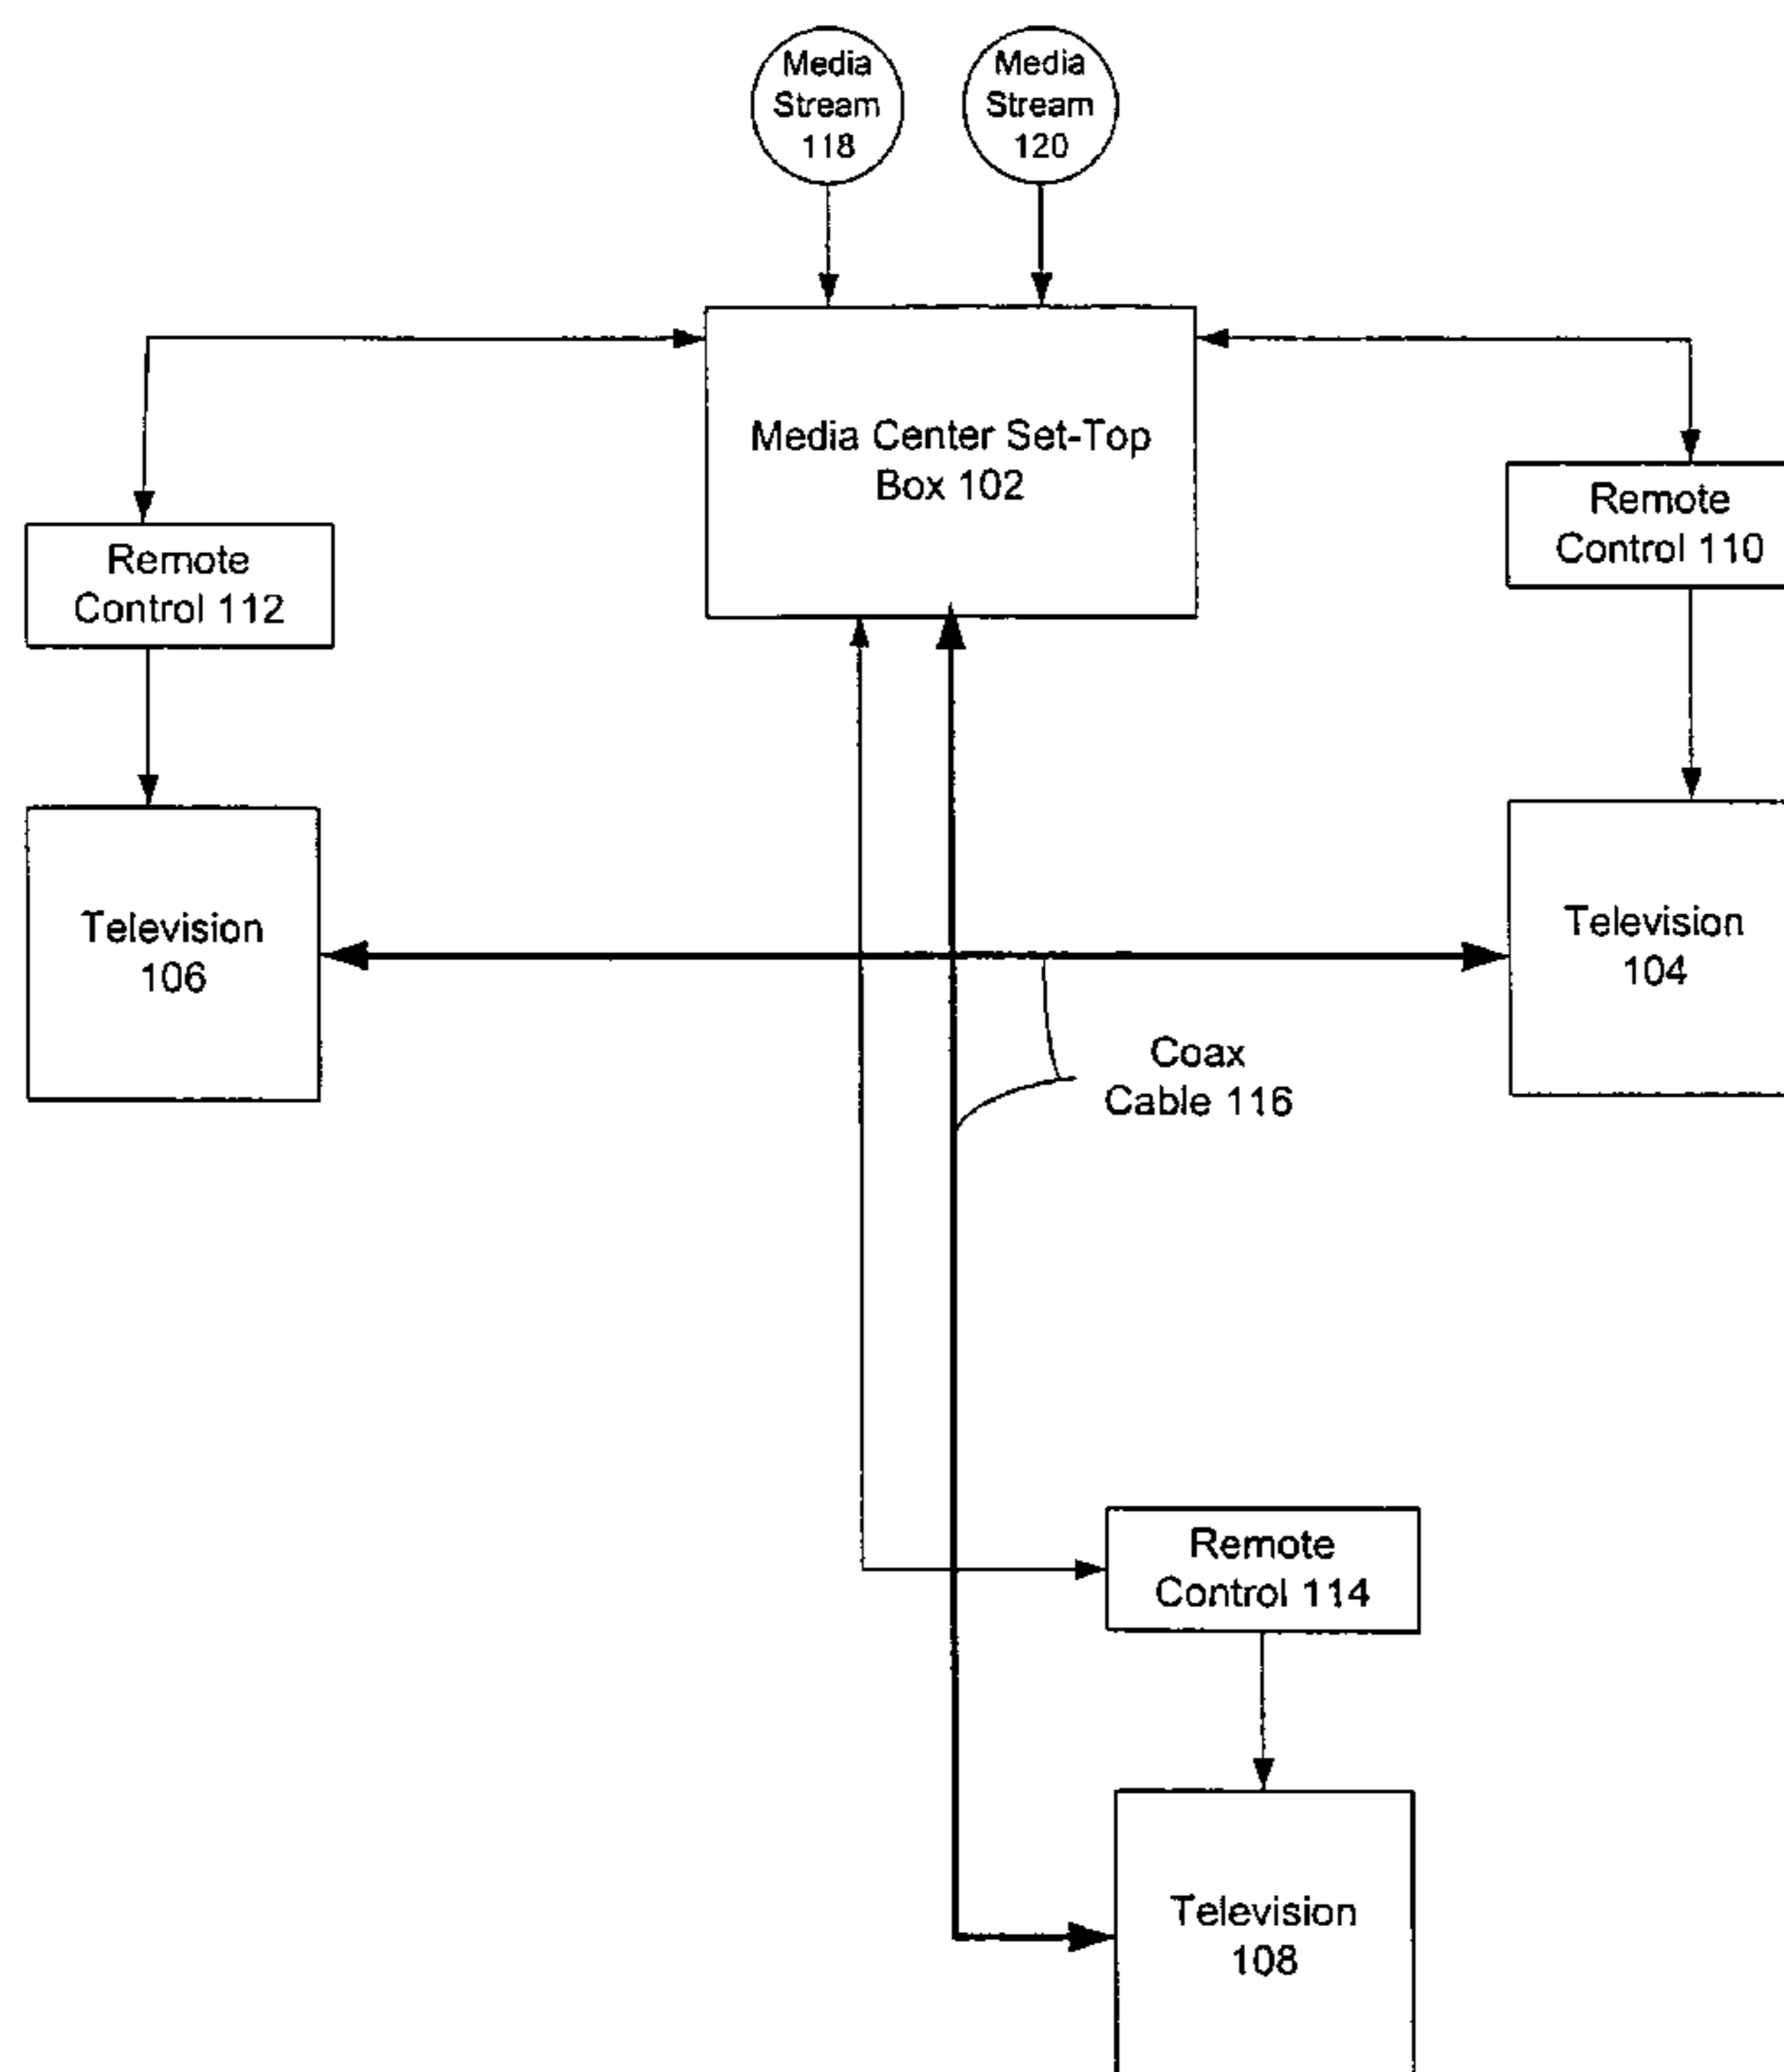 Media
Stream
118
Media
Stream
120
Media Center Set-Top
Box 102
Remote
Control 110
Remote
Control 112
Television
106
Television
104
Coax
Cable 116
Remote
Control 114
Television
108